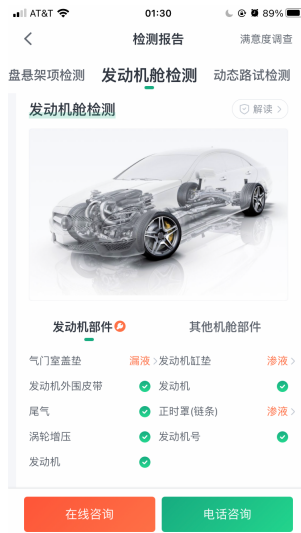 AT&T 01:30 89%
检测报告 满意度调查
盘悬架项检测 发动机舱检测 动态路试检测
发动机舱检测 解读
发动机部件 其他机舱部件
气门室盖垫 漏液 发动机缸垫 渗液
发动机外围皮带 发动机
尾气 正时罩(链条) 渗液
涡轮增压 发动机号
发动机
在线咨询 电话咨询